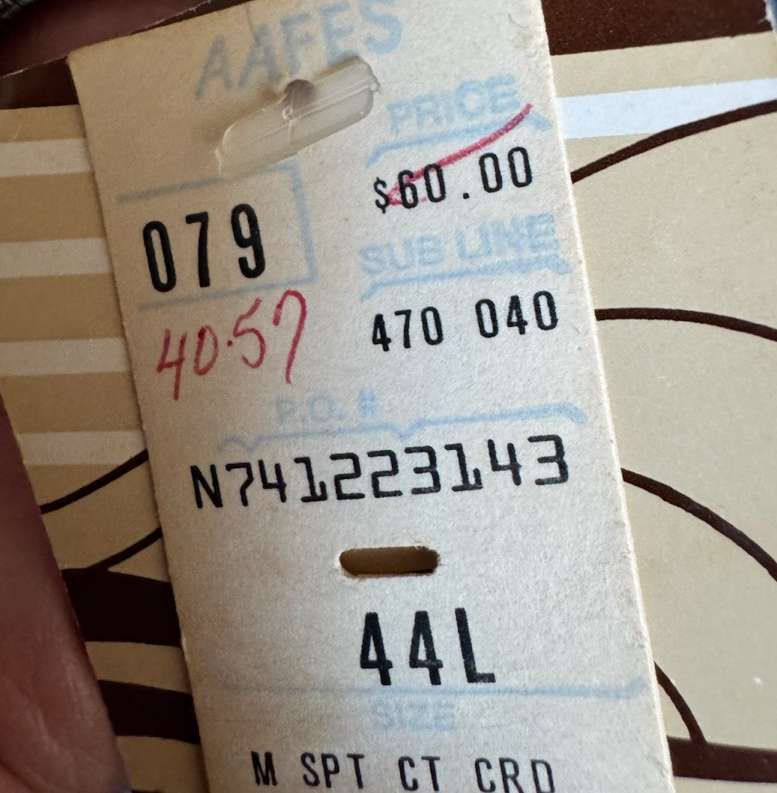 AAFES
PRICE
$60.00
079
SUB LINE
470 040
40.57
P.O. #
N741223143
44L
SIZE
M SPT CT CRD